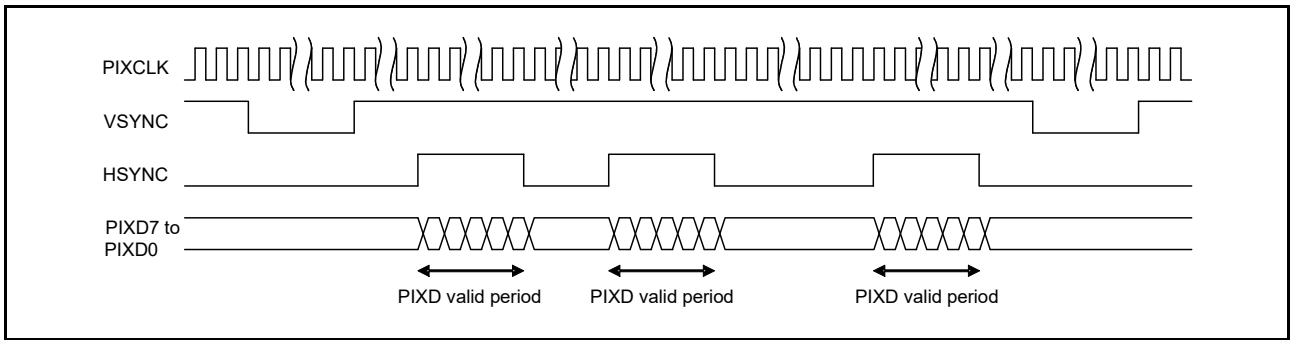 PIXCLK
VSYNC
HSYNC
PIXD7 to
PIXD0
PIXD valid period
PIXD valid period
PIXD valid period